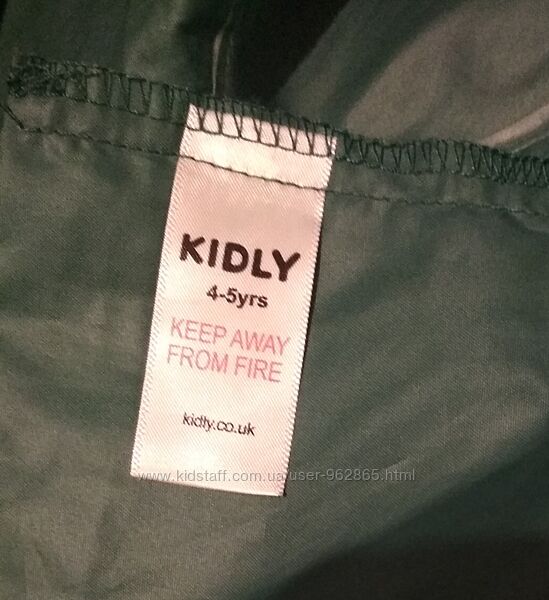 KIDLY
4-5yrs
KEEP AWAY
FROM FIRE
kidly.co.uk
www.kidstaff.com.ua/user-962865.html